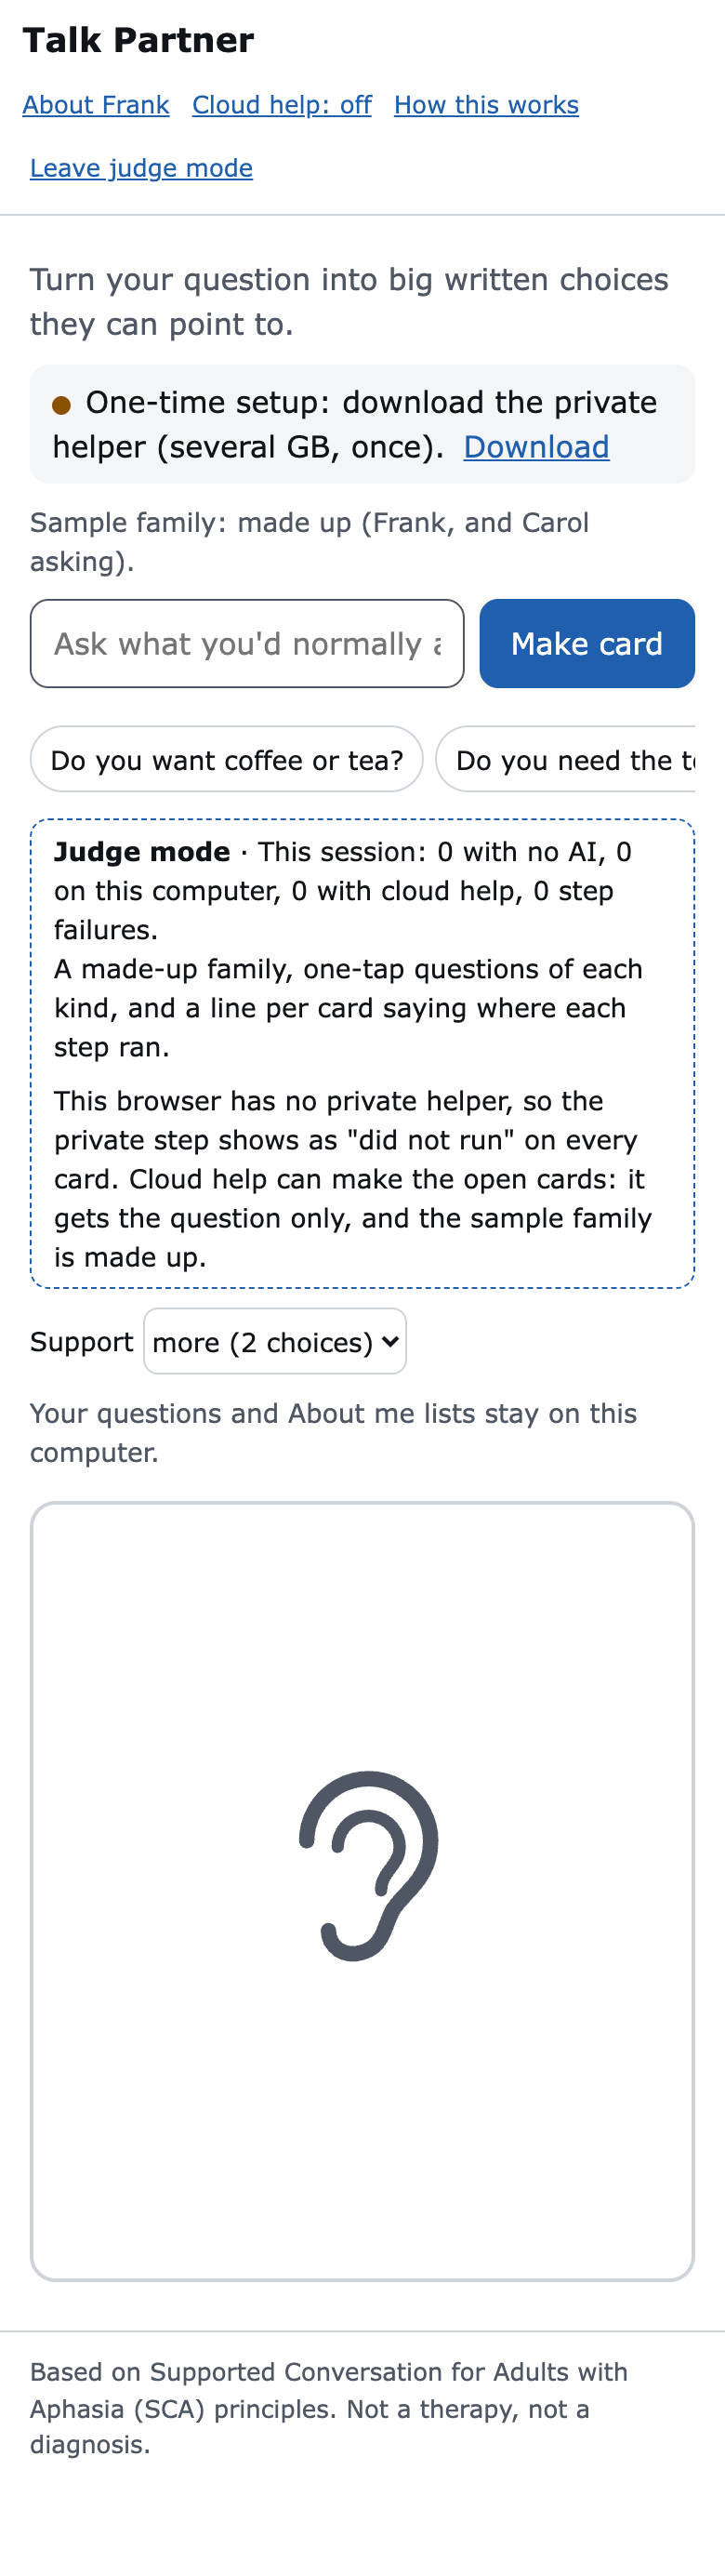 Talk Partner
About Frank Cloud help: off How this works
Leave judge mode
Turn your question into big written choices
they can point to.
One-time setup: download the private
helper (several GB, once). Download
Sample family: made up (Frank, and Carol
asking).
Ask what you'd normally Make card
Do you want coffee or tea? Do you need the
Judge mode · This session: 0 with no AI, 0
on this computer, 0 with cloud help, 0 step
failures.
A made-up family, one-tap questions of each
kind, and a line per card saying where each
step ran.
This browser has no private helper, so the
private step shows as "did not run" on every
card. Cloud help can make the open cards: it
gets the question only, and the sample family
is made up.
Support more (2 choices)
Your questions and About me lists stay on this
computer.
Based on Supported Conversation for Adults with
Aphasia (SCA) principles. Not a therapy, not a
diagnosis.